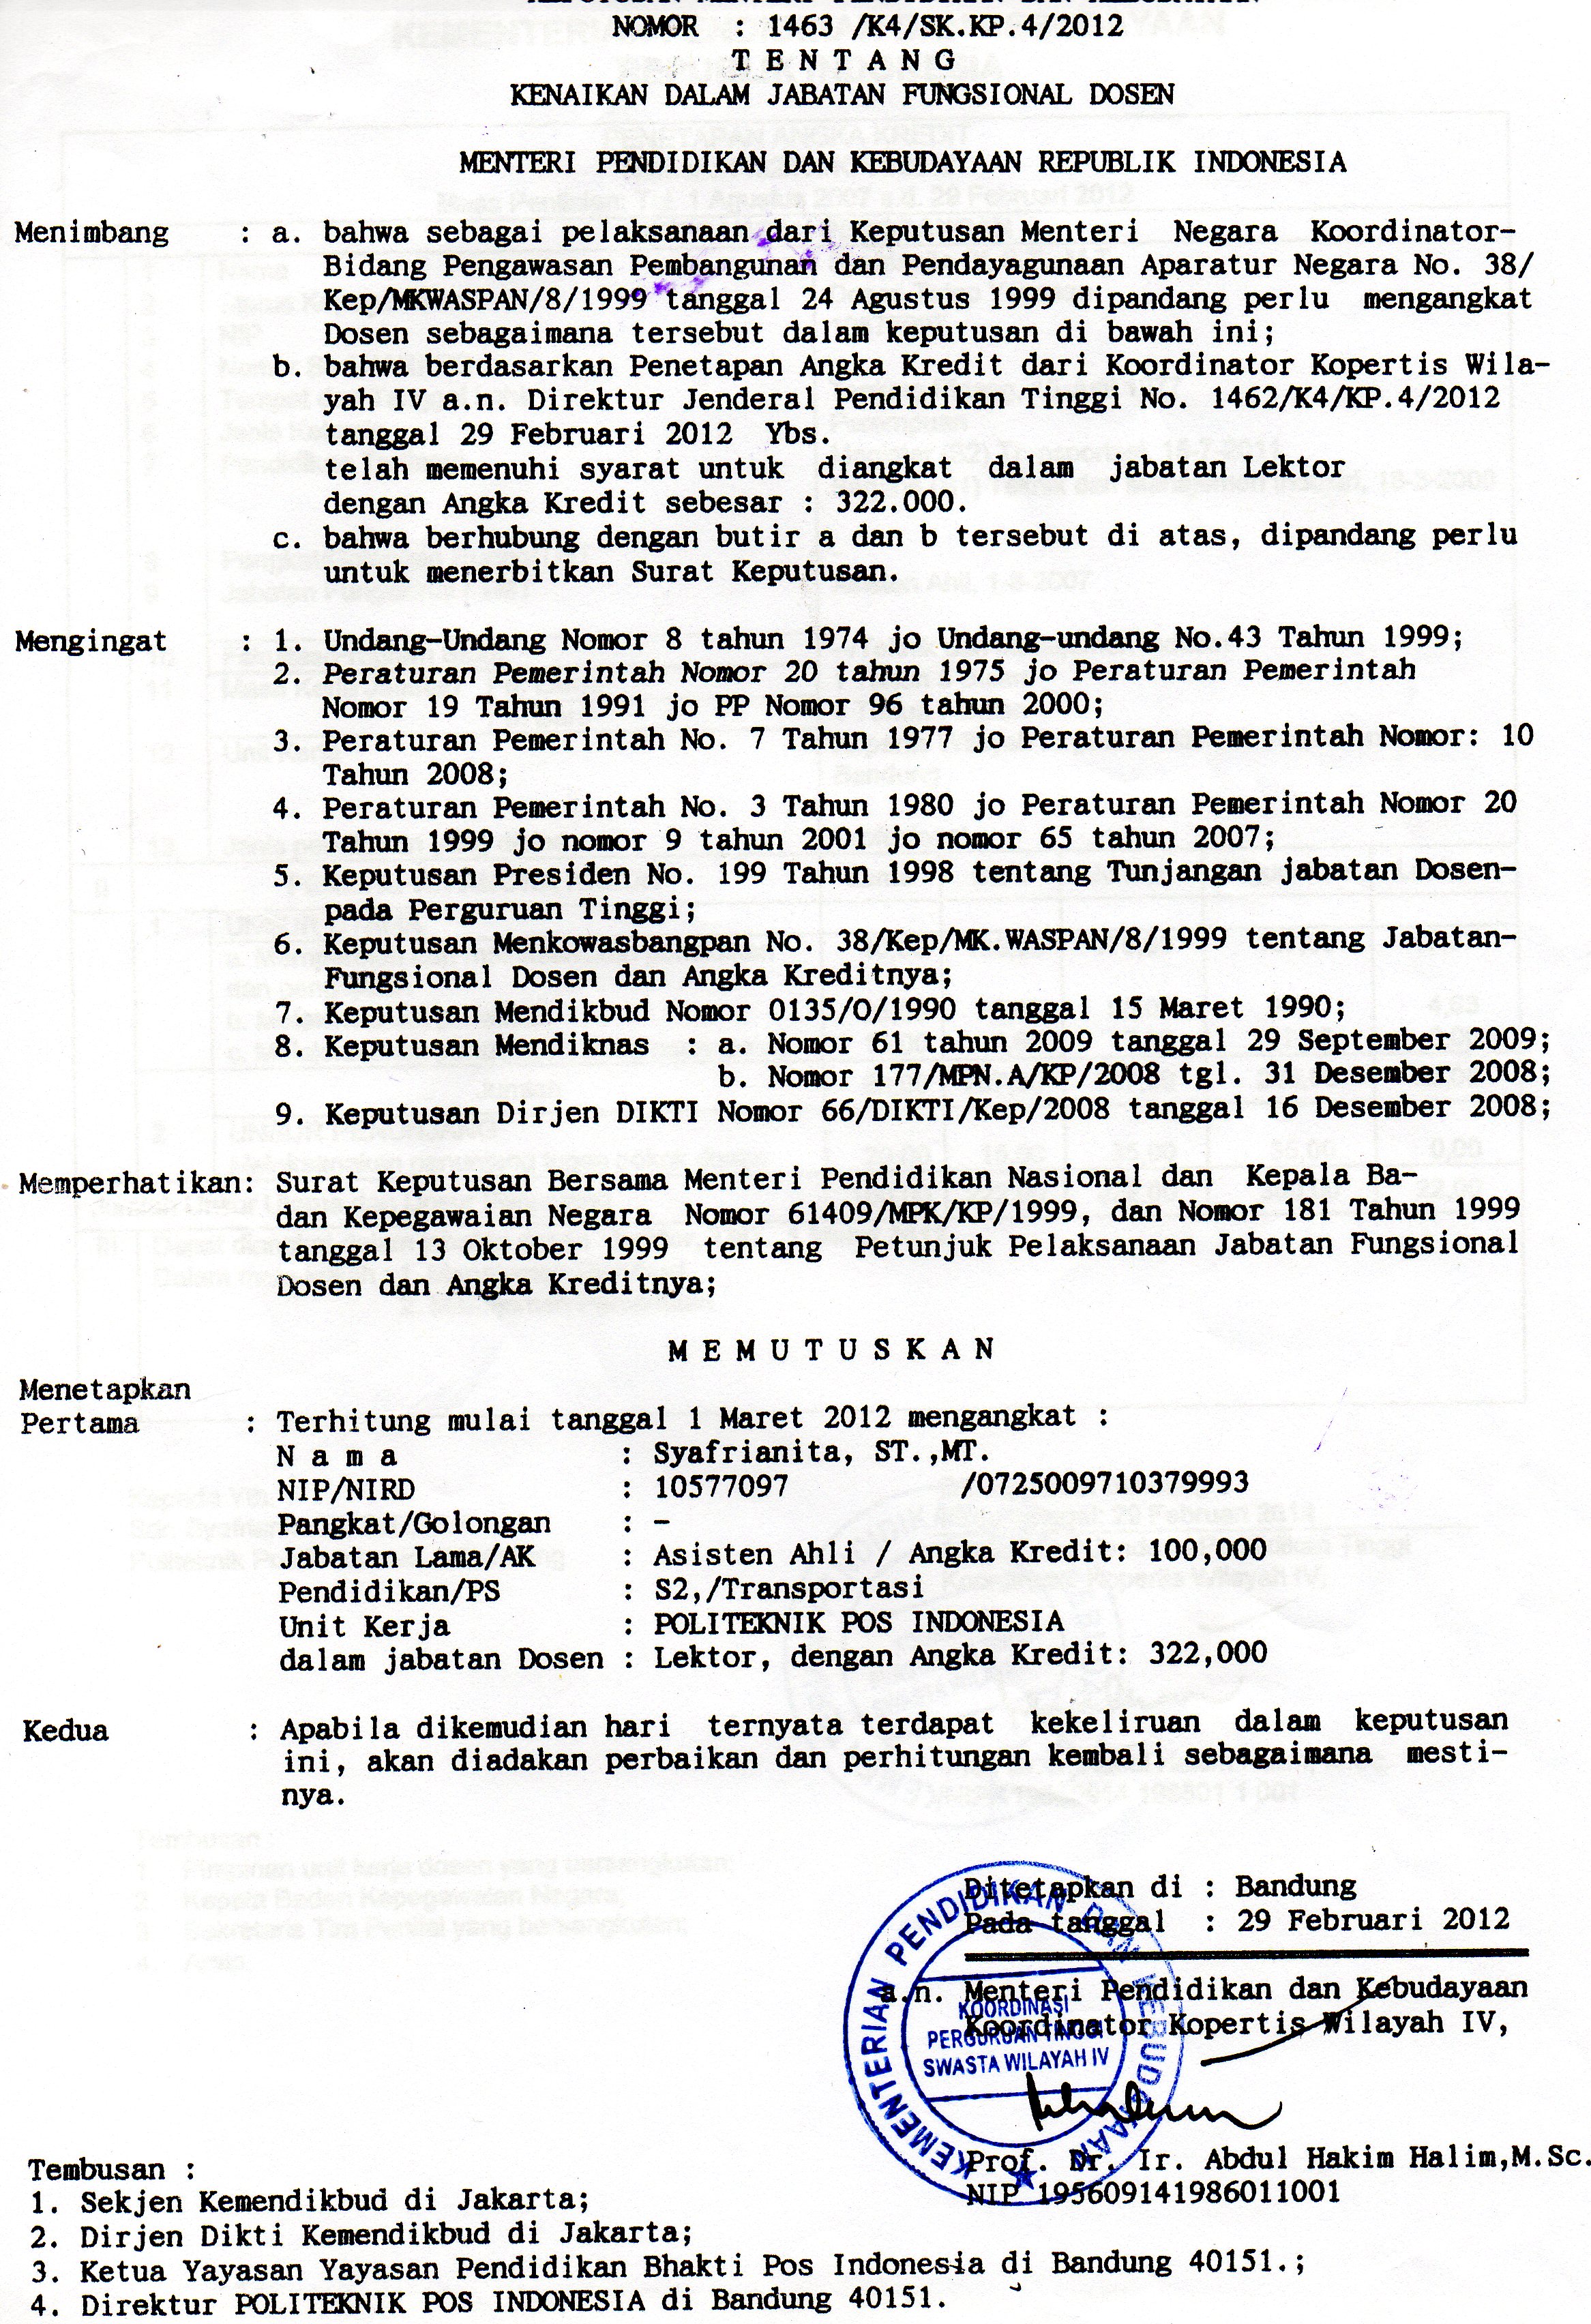 NOMOR : 1463 /K4/SK.KP.4/2012
T E N T A N G
KENAIKAN DALAM JABATAN FUNGSIONAL DOSEN
MENTERI PENDIDIKAN DAN KEBUDAYAAN REPUBLIK INDONESIA
Menimbang : a. bahwa sebagai pelaksanaan dari Keputusan Menteri Negara Koordinator-
Bidang Pengawasan Pembangunan dan Pendayagunaan Aparatur Negara No. 38/
Kep/MKWASPAN/8/1999 tanggal 24 Agustus 1999 dipandang perlu mengangkat
Dosen sebagaimana tersebut dalam keputusan di bawah ini;
b. bahwa berdasarkan Penetapan Angka Kredit dari Koordinator Kopertis Wila-
yah IV a.n. Direktur Jenderal Pendidikan Tinggi No. 1462/K4/KP.4/2012
tanggal 29 Februari 2012 Ybs.
telah memenuhi syarat untuk diangkat dalam jabatan Lektor
dengan Angka Kredit sebesar : 322.000.
c. bahwa berhubung dengan butir a dan b tersebut di atas, dipandang perlu
untuk menerbitkan Surat Keputusan.
Mengingat : 1. Undang-Undang Nomor 8 tahun 1974 jo Undang-undang No.43 Tahun 1999;
2. Peraturan Pemerintah Nomor 20 tahun 1975 jo Peraturan Pemerintah
Nomor 19 Tahun 1991 jo PP Nomor 96 tahun 2000;
3. Peraturan Pemerintah No. 7 Tahun 1977 jo Peraturan Pemerintah Nomor: 10
Tahun 2008;
4. Peraturan Pemerintah No. 3 Tahun 1980 jo Peraturan Pemerintah Nomor 20
Tahun 1999 jo nomor 9 tahun 2001 jo nomor 65 tahun 2007;
5. Keputusan Presiden No. 199 Tahun 1998 tentang Tunjangan jabatan Dosen-
pada Perguruan Tinggi;
6. Keputusan Menkowasbangpan No. 38/Kep/MK.WASPAN/8/1999 tentang Jabatan-
Fungsional Dosen dan Angka Kreditnya;
7. Keputusan Mendikbud Nomor 0135/O/1990 tanggal 15 Maret 1990;
8. Keputusan Mendiknas : a. Nomor 61 tahun 2009 tanggal 29 September 2009;
b. Nomor 177/MPN.A/KP/2008 tgl. 31 Desember 2008;
9. Keputusan Dirjen DIKTI Nomor 66/DIKTI/Kep/2008 tanggal 16 Desember 2008;
Memperhatikan: Surat Keputusan Bersama Menteri Pendidikan Nasional dan Kepala Ba-
dan Kepegawaian Negara Nomor 61409/MPK/KP/1999, dan Nomor 181 Tahun 1999
tanggal 13 Oktober 1999 tentang Petunjuk Pelaksanaan Jabatan Fungsional
Dosen dan Angka Kreditnya;
M E M U T U S K A N
Menetapkan
Pertama : Terhitung mulai tanggal 1 Maret 2012 mengangkat :
N a m a : Syafrianita, ST.,MT.
NIP/NIRD : 10577097 /0725009710379993
Pangkat/Golongan : -
Jabatan Lama/AK : Asisten Ahli / Angka Kredit: 100,000
Pendidikan/PS : S2,/Transportasi
Unit Kerja : POLITEKNIK POS INDONESIA
dalam jabatan Dosen : Lektor, dengan Angka Kredit: 322,000
Kedua : Apabila dikemudian hari ternyata terdapat kekeliruan dalam keputusan
ini, akan diadakan perbaikan dan perhitungan kembali sebagaimana mesti-
nya.
Ditetapkan di : Bandung
Pada tanggal : 29 Februari 2012
a.n. Menteri Pendidikan dan Kebudayaan
Koordinator Kopertis Wilayah IV,
KEMENTERIAN PENDIDIKAN DAN KEBUDAYAAN
KOORDINASI
PERGURUAN TINGGI
SWASTA WILAYAH IV
Prof. Dr. Ir. Abdul Hakim Halim,M.Sc.
NIP 195609141986011001
Tembusan :
1. Sekjen Kemendikbud di Jakarta;
2. Dirjen Dikti Kemendikbud di Jakarta;
3. Ketua Yayasan Yayasan Pendidikan Bhakti Pos Indonesia di Bandung 40151.;
4. Direktur POLITEKNIK POS INDONESIA di Bandung 40151.